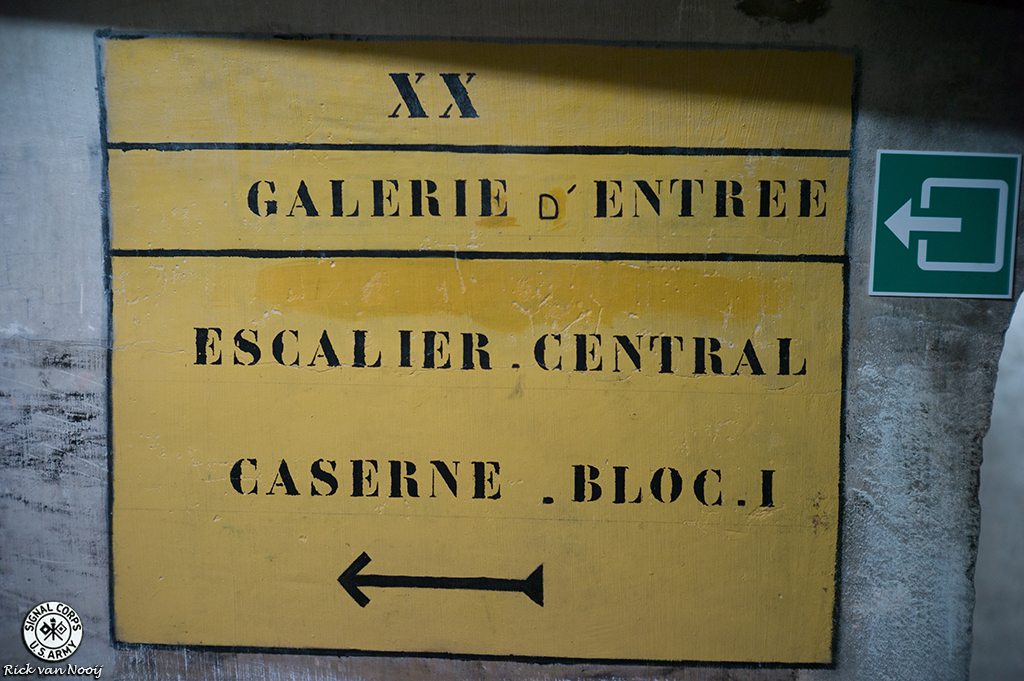 XX
GALERIE D'ENTREE
ESCALIER . CENTRAL
CASERNE . BLOC . I
SIGNAL CORPS
U.S. ARMY
Rick van Nooij